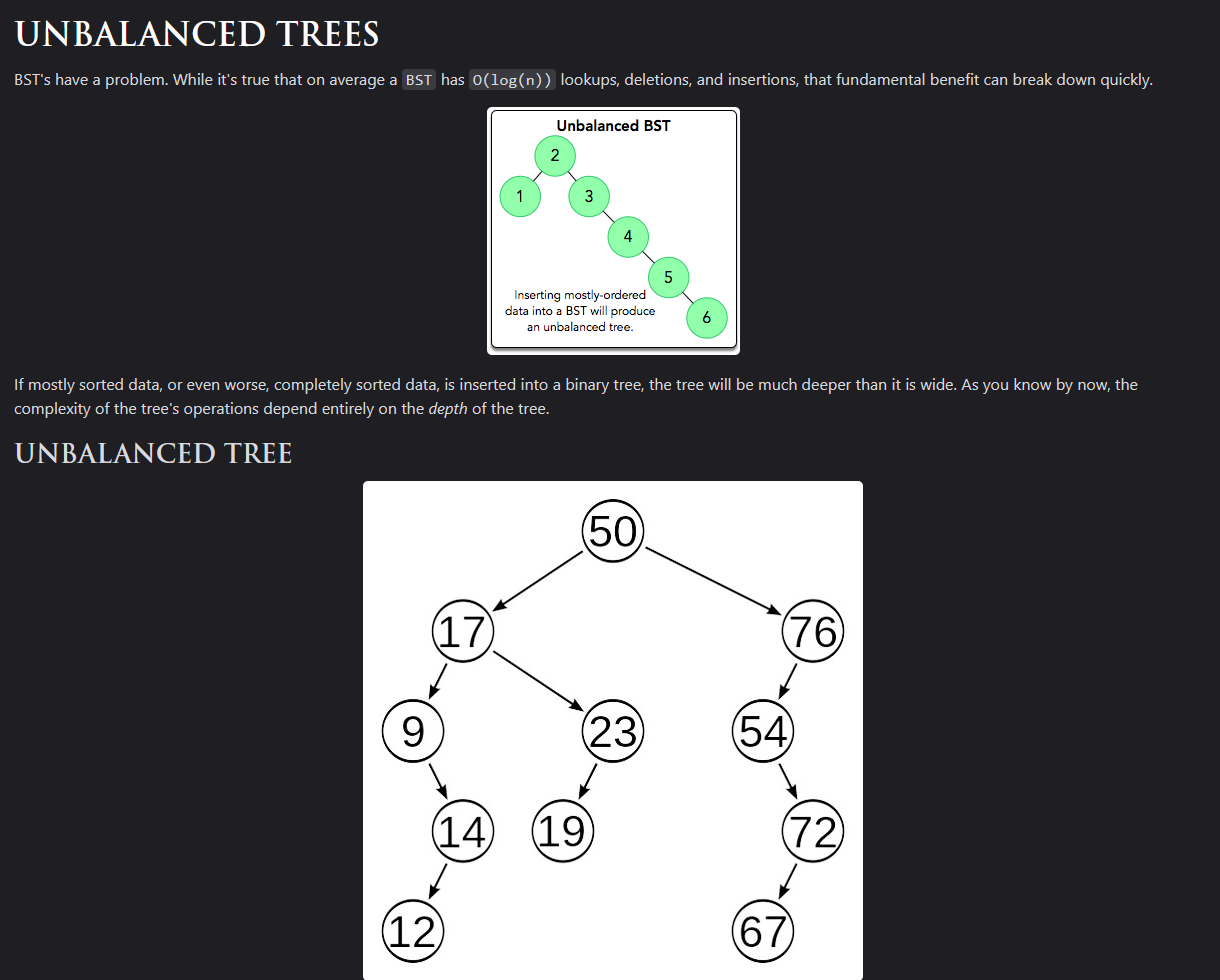 UNBALANCED TREES
BST's have a problem. While it's true that on average a BST has O(log(n)) lookups, deletions, and insertions, that fundamental benefit can break down quickly.
Unbalanced BST
2
1 3
4
5
6
Inserting mostly-ordered
data into a BST will produce
an unbalanced tree.
If mostly sorted data, or even worse, completely sorted data, is inserted into a binary tree, the tree will be much deeper than it is wide. As you know by now, the
complexity of the tree's operations depend entirely on the depth of the tree.
UNBALANCED TREE
50
17 76
9 23 54
14 19 72
12 67